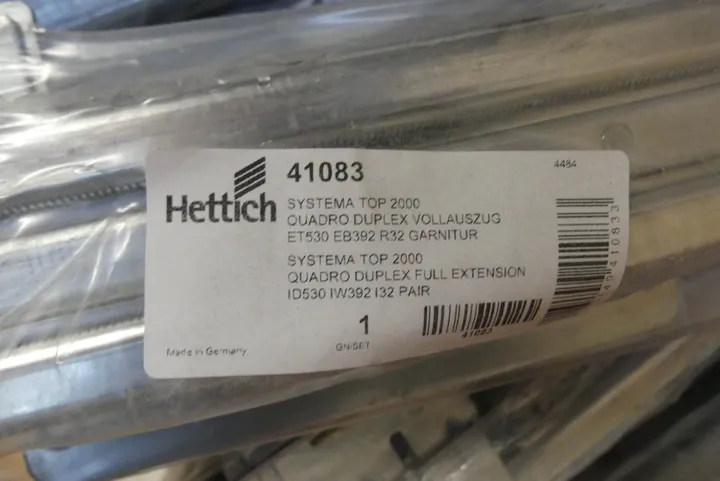 Hettich
41083
4484
SYSTEMA TOP 2000
QUADRO DUPLEX VOLLAUSZUG
ET530 EB392 R32 GARNITUR
SYSTEMA TOP 2000
QUADRO DUPLEX FULL EXTENSION
ID530 IW392 I32 PAIR
1
GN/SET
Made in Germany
41083